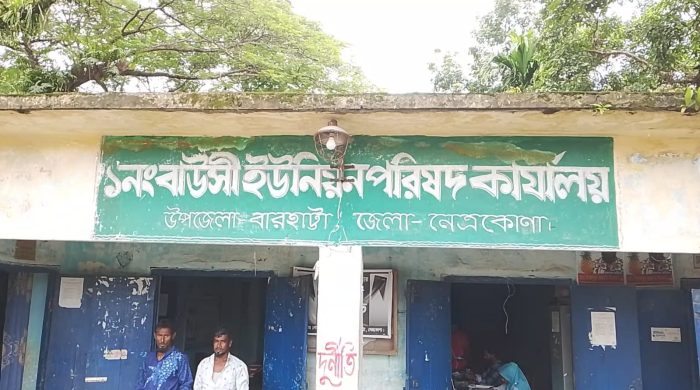 ১নং বাউসী ইউনিয়ন পরিষদ কার্যালয়
উপজেলা- বারহাট্টা জেলা- নেত্রকোনা
দুর্নীতি